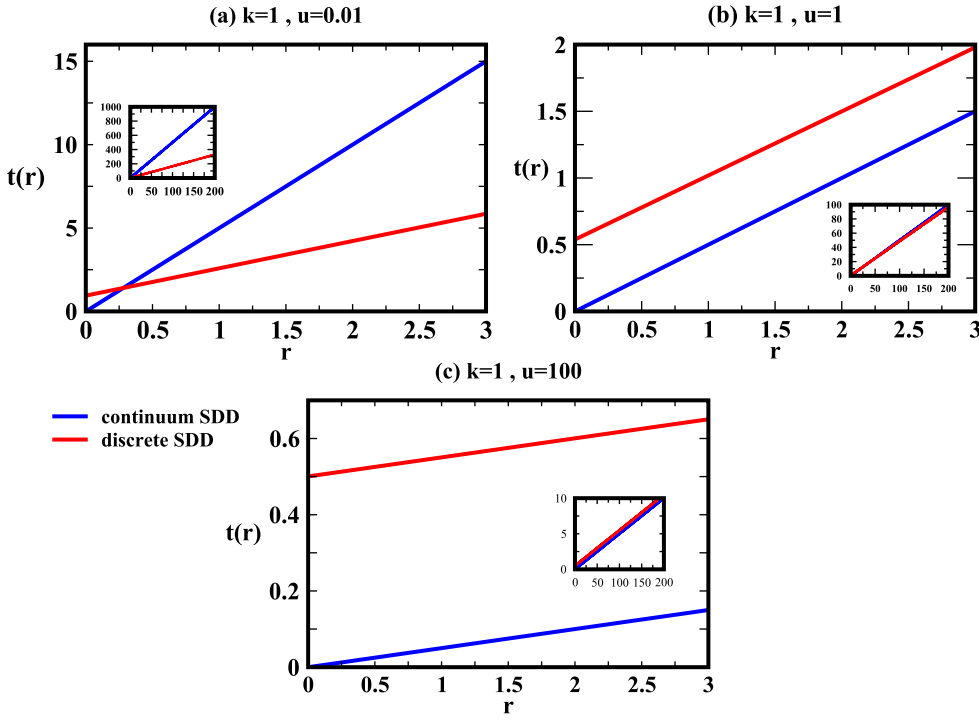 (a) k=1 , u=0.01
15
10
5
0
t(r)
0 0.5 1 1.5 2 2.5 3
r
1000
800
600
400
200
0
0 50 100 150 200
(b) k=1 , u=1
2
1.5
1
0.5
0
t(r)
0 0.5 1 1.5 2 2.5 3
r
100
80
60
40
20
0
0 50 100 150 200
(c) k=1 , u=100
continuum SDD
discrete SDD
0.6
0.4
0.2
0
t(r)
0 0.5 1 1.5 2 2.5 3
r
10
5
0
0 50 100 150 200